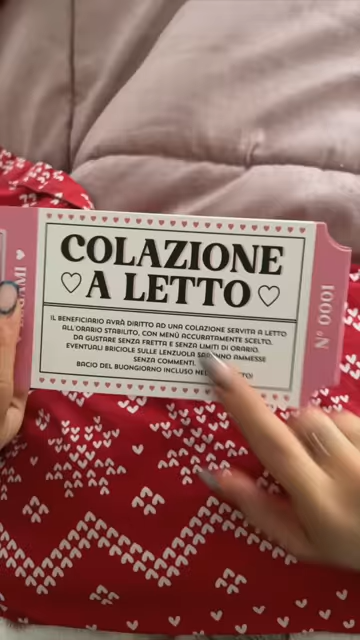 COLAZIONE
A LETTO
IL BENEFICIARIO AVRÀ DIRITTO AD UNA COLAZIONE SERVITA A LETTO
ALL'ORARIO STABILITO, CON MENÙ ACCURATAMENTE SCELTO,
DA GUSTARE SENZA FRETTA E SENZA LIMITI DI ORARIO.
EVENTUALI BRICIOLE SULLE LENZUOLA SARANNO AMMESSE
SENZA COMMENTI.
BACIO DEL BUONGIORNO INCLUSO
N° 0001